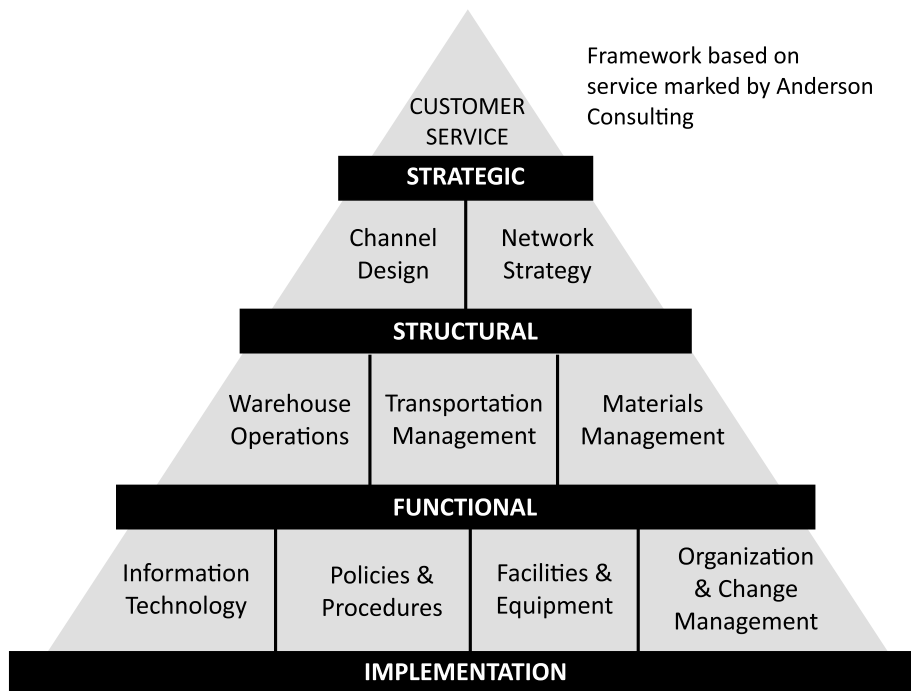 Framework based on
service marked by Anderson
Consulting
CUSTOMER
SERVICE
STRATEGIC
Channel
Design
Network
Strategy
STRUCTURAL
Warehouse
Operations
Transportation
Management
Materials
Management
FUNCTIONAL
Information
Technology
Policies &
Procedures
Facilities &
Equipment
Organization
& Change
Management
IMPLEMENTATION